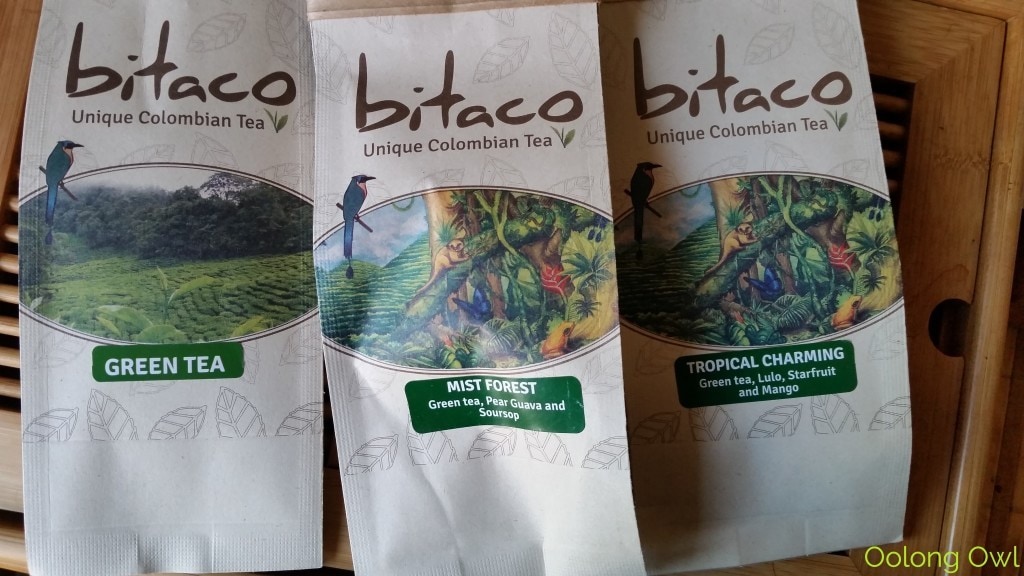 bitaco
Unique Colombian Tea
GREEN TEA
bitaco
Unique Colombian Tea
MIST FOREST
Green tea, Pear Guava and
Soursop
bitaco
Unique Colombian Tea
TROPICAL CHARMING
Green tea, Lulo, Starfruit
and Mango
Oolong Owl